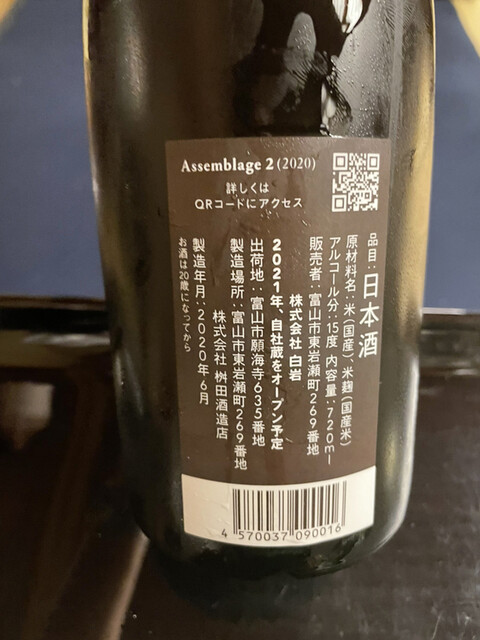 Assemblage 2 (2020)
詳しくは
QRコードにアクセス
品目:日本酒
原材料名:米(国産)、米麹(国産米)
アルコール分:15度 内容量:720ml
販売者:富山市東岩瀬町269番地
株式会社 白岩
2021年、自社蔵をオープン予定
出荷地:富山市願海寺635番地
製造場所:富山市東岩瀬町269番地
株式会社 桝田酒造店
製造年月:2020年6月
お酒は20歳になってから
4 570037 090016